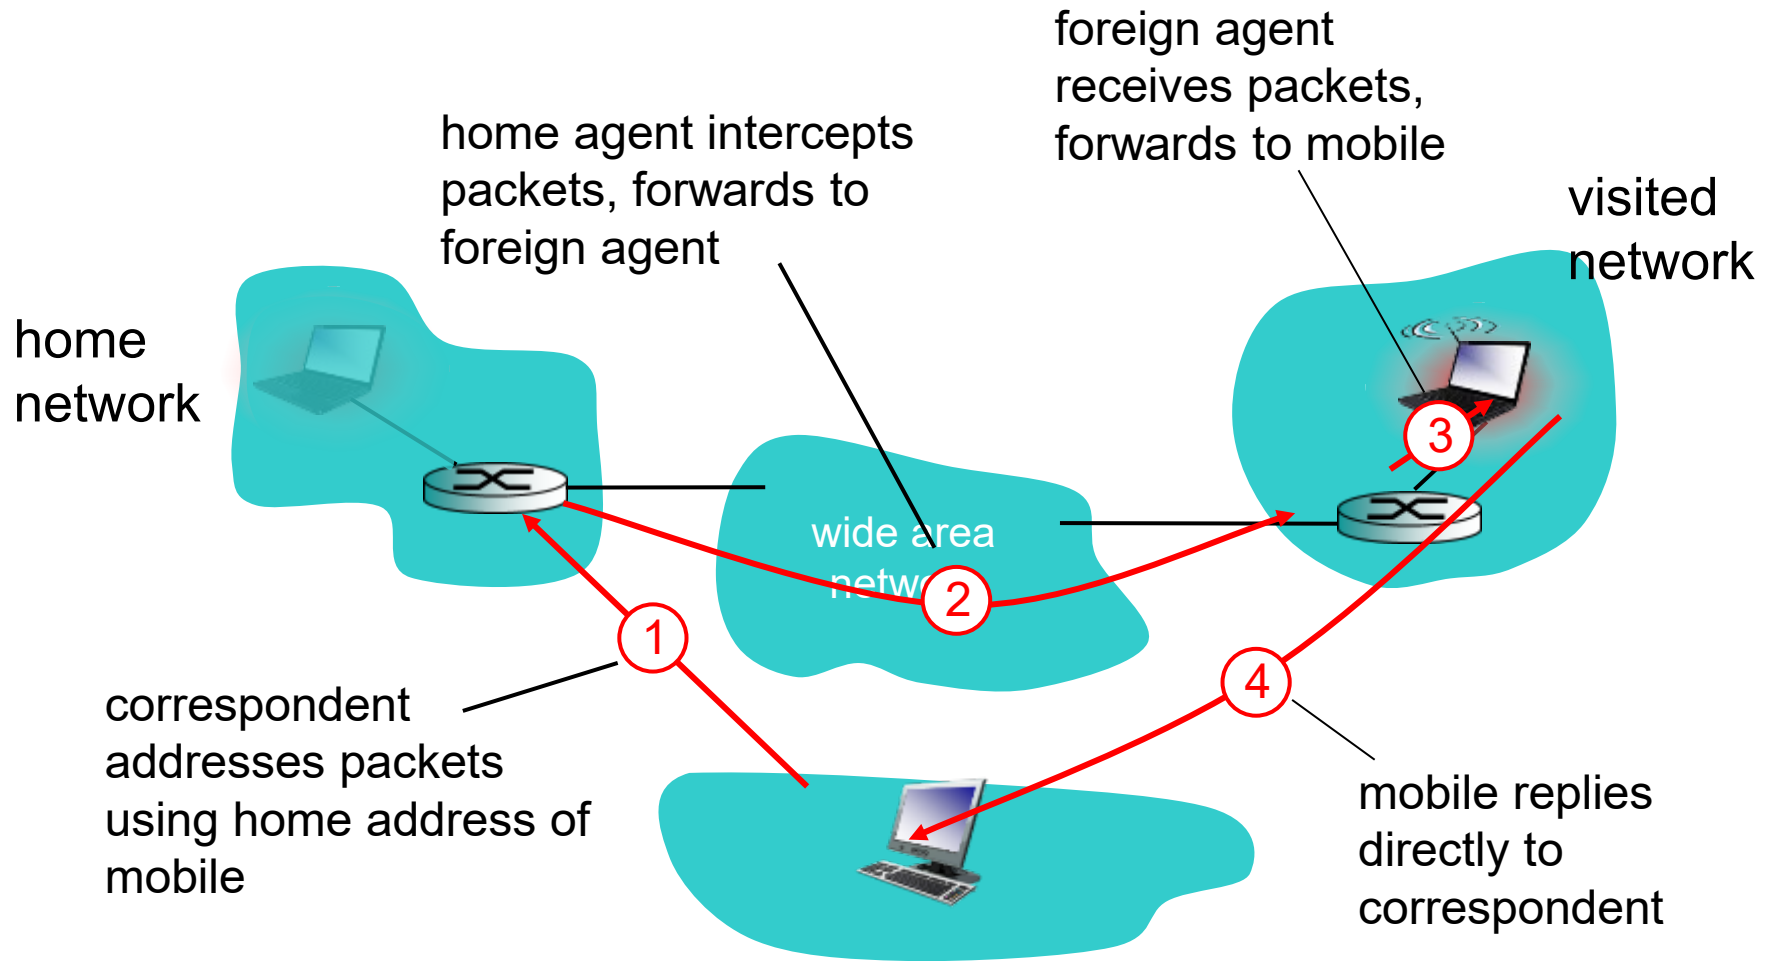 foreign agent
receives packets,
forwards to mobile
home agent intercepts
packets, forwards to
foreign agent
visited
network
home
network
wide area
3
2
1
4
correspondent
addresses packets
using home address of
mobile
mobile replies
directly to
correspondent